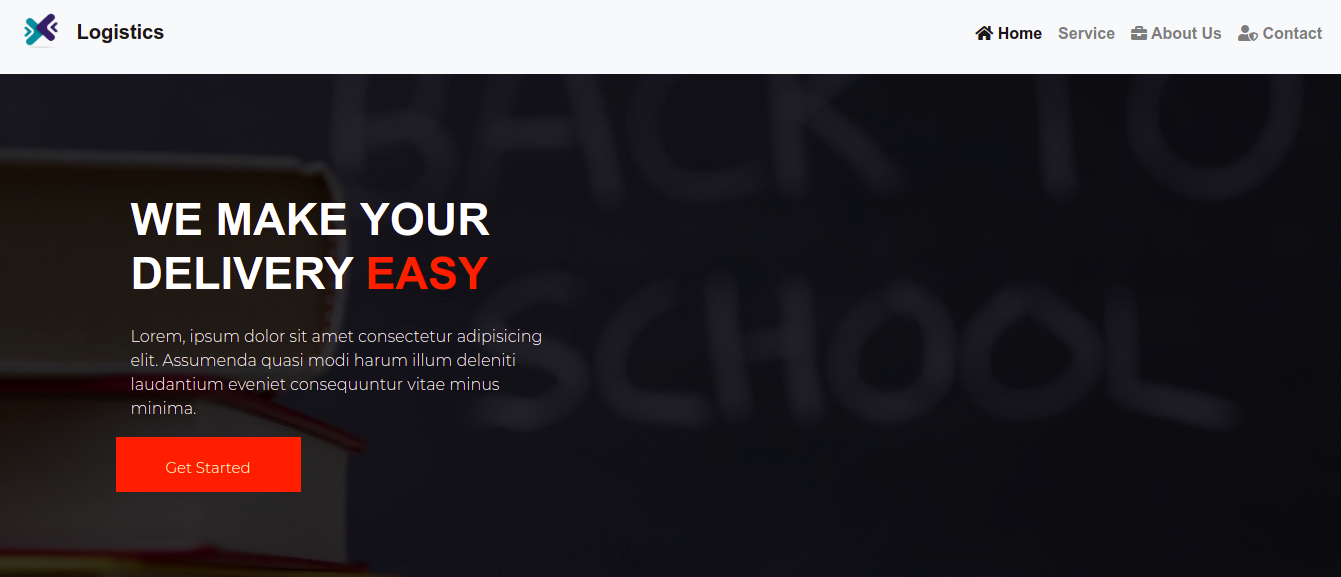 Logistics
Home Service About Us Contact
BACK TO
SCHOOL
WE MAKE YOUR
DELIVERY EASY
Lorem, ipsum dolor sit amet consectetur adipisicing
elit. Assumenda quasi modi harum illum deleniti
laudantium eveniet consequuntur vitae minus
minima.
Get Started